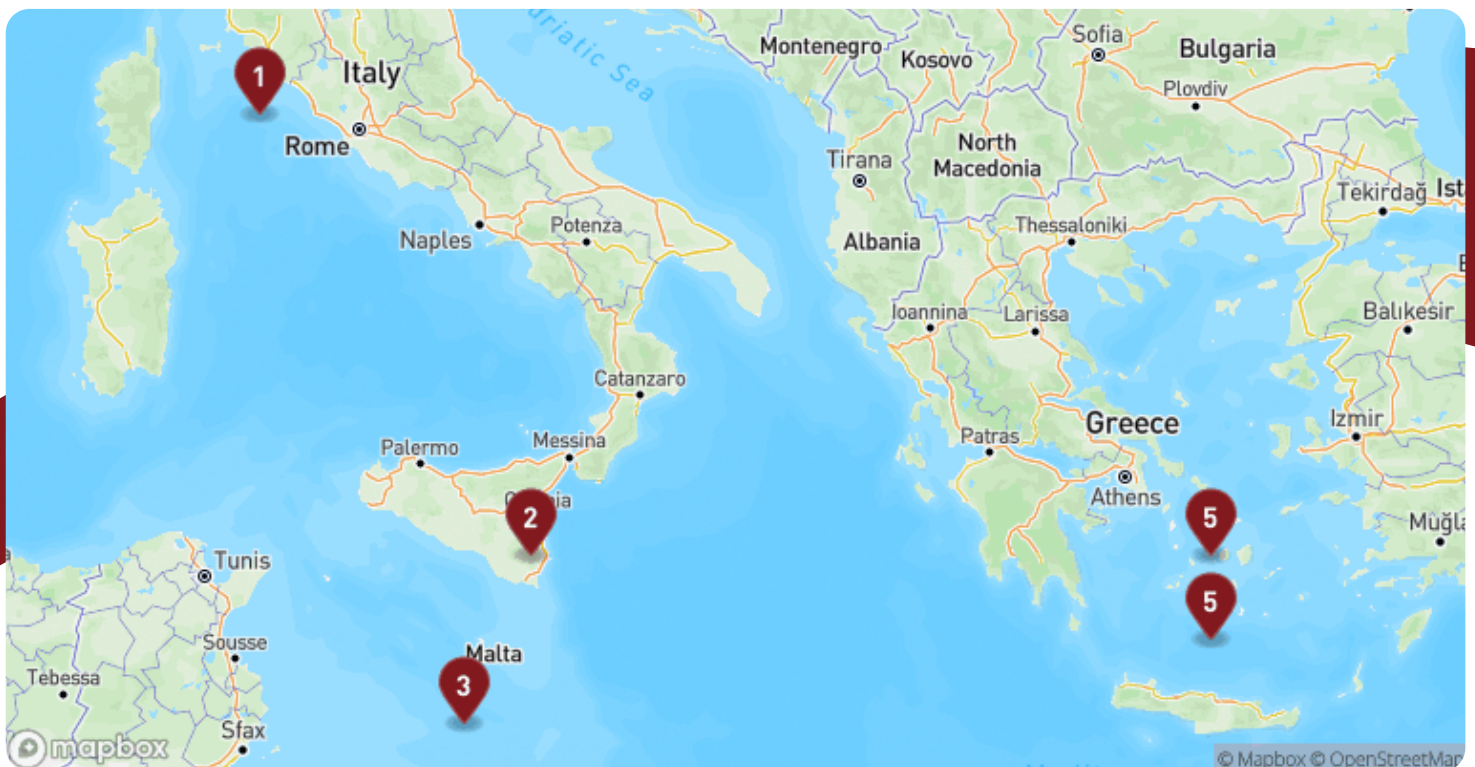 Adriatic Sea
Montenegro
Kosovo
Sofia
Bulgaria
1
Italy
Plovdiv
Rome
Tirana
North
Macedonia
Tekirdağ
Ist
Naples
Potenza
Albania
Thessaloniki
Ioannina
Larissa
Balıkesir
Catanzaro
Palermo
Messina
Patras
Greece
Izmir
Athens
2
5
Muğla
Tunis
5
Sousse
Malta
Tebessa
3
Sfax
mapbox
© Mapbox © OpenStreetMap